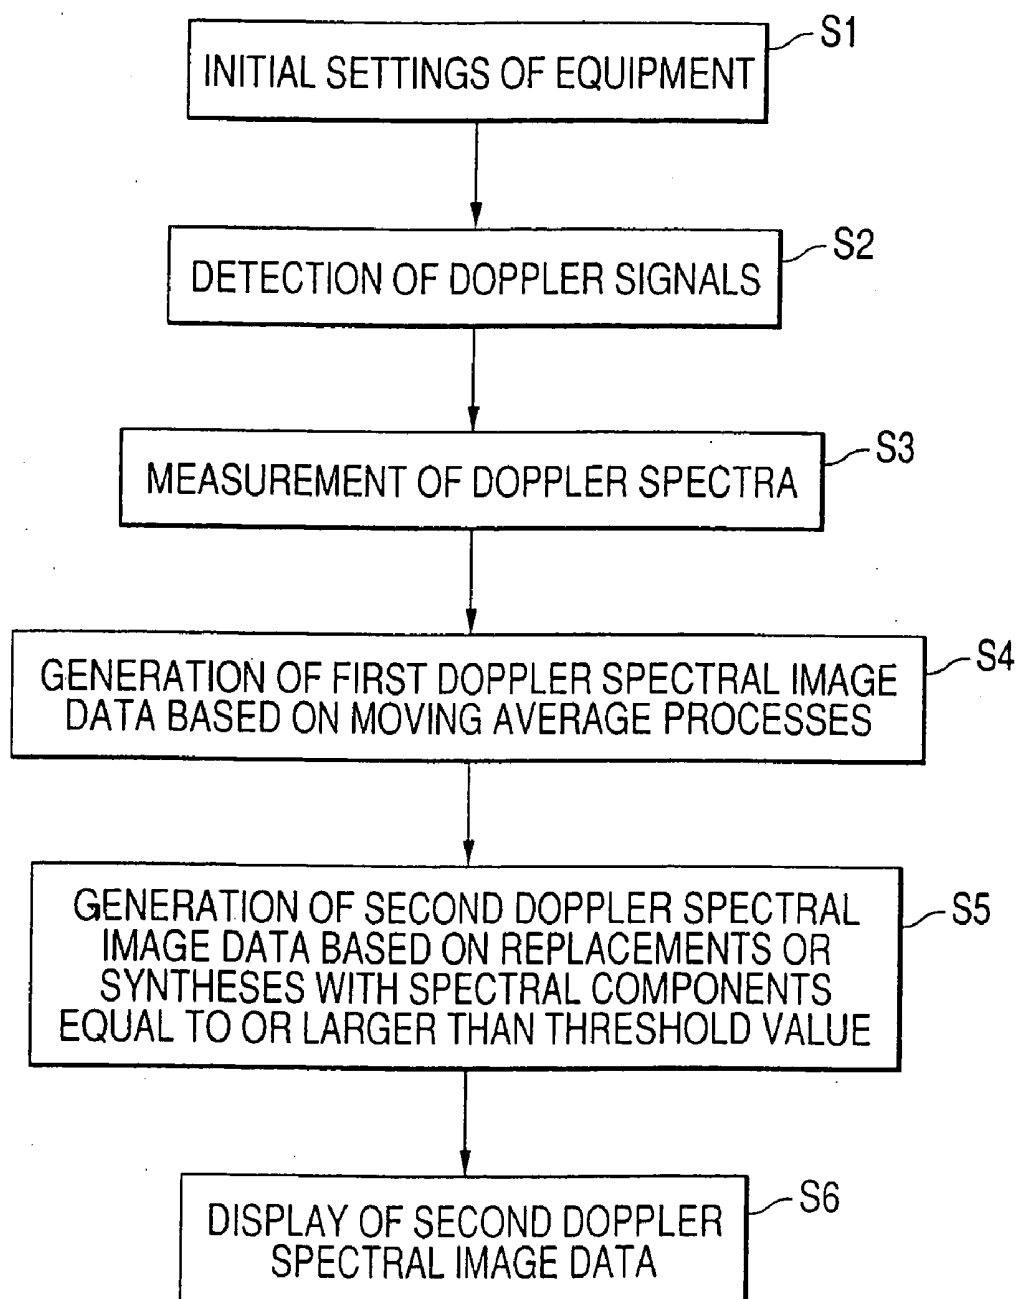 S1
INITIAL SETTINGS OF EQUIPMENT
S2
DETECTION OF DOPPLER SIGNALS
S3
MEASUREMENT OF DOPPLER SPECTRA
S4
GENERATION OF FIRST DOPPLER SPECTRAL IMAGE
DATA BASED ON MOVING AVERAGE PROCESSES
S5
GENERATION OF SECOND DOPPLER SPECTRAL
IMAGE DATA BASED ON REPLACEMENTS OR
SYNTHESES WITH SPECTRAL COMPONENTS
EQUAL TO OR LARGER THAN THRESHOLD VALUE
S6
DISPLAY OF SECOND DOPPLER
SPECTRAL IMAGE DATA